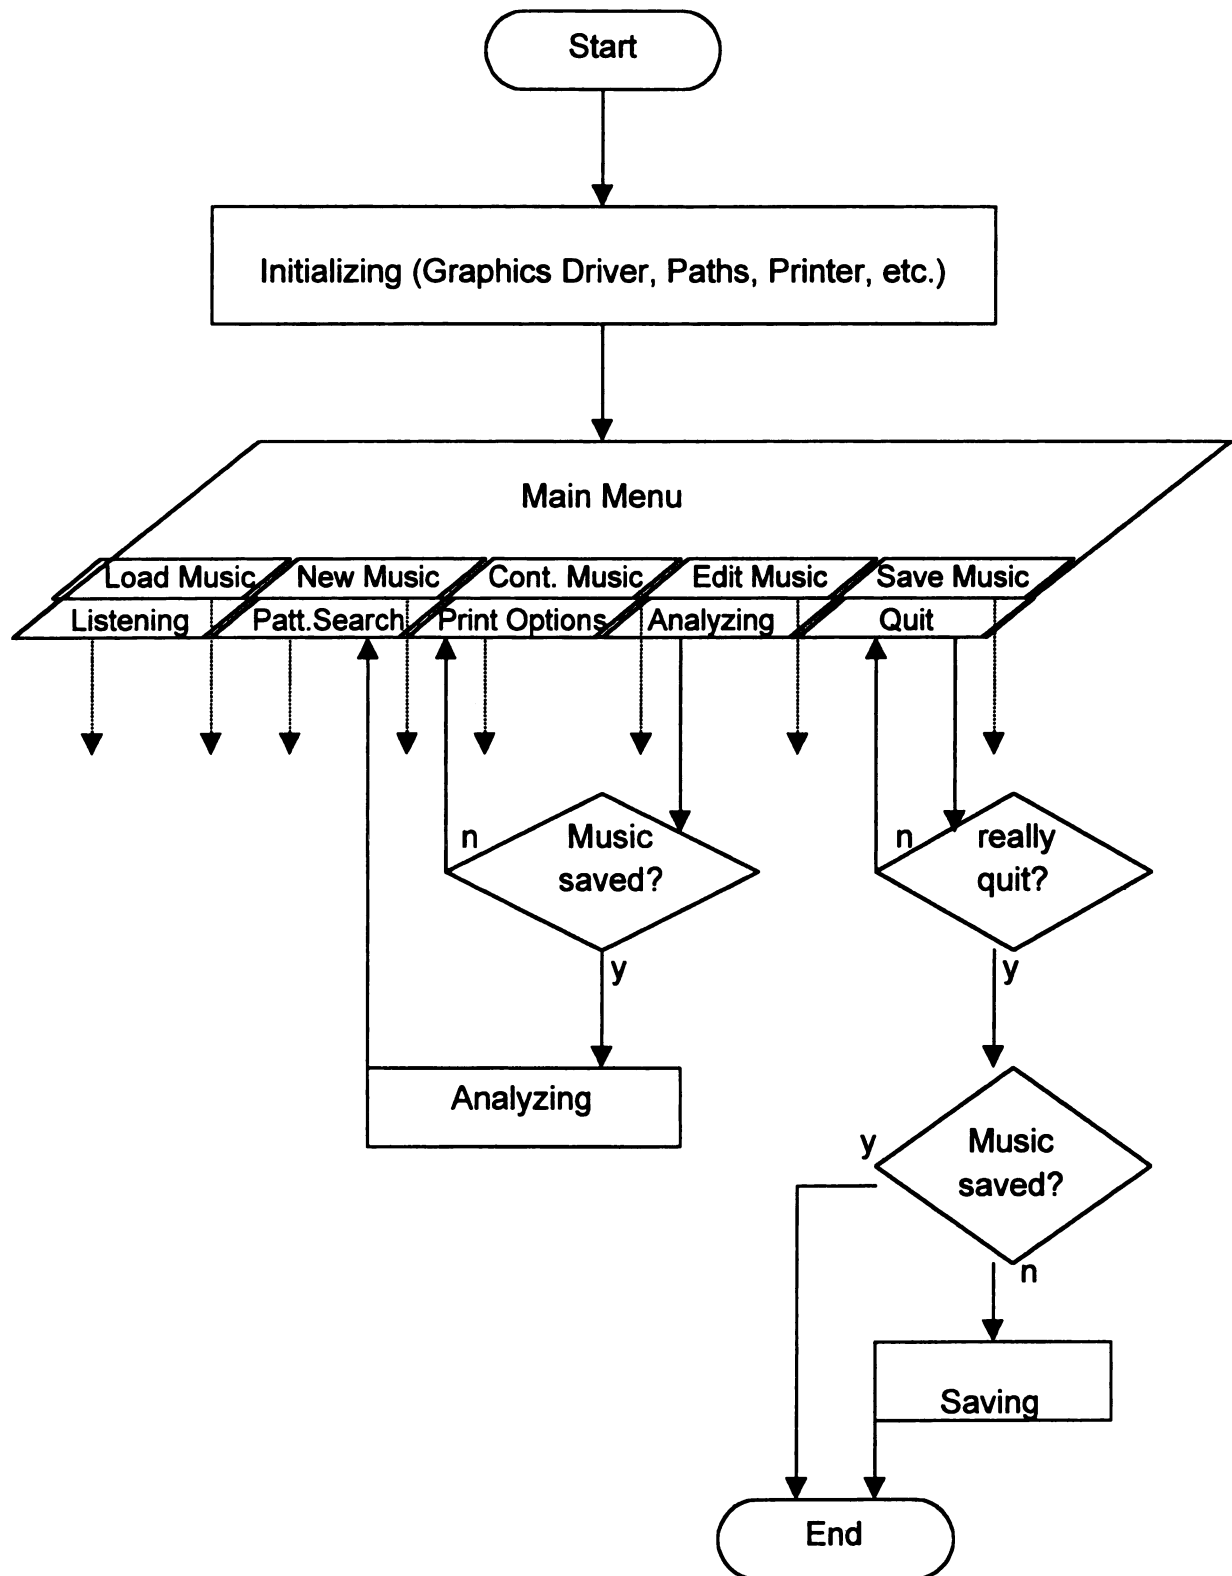 Start
Initializing (Graphics Driver, Paths, Printer, etc.)
Main Menu
Load Music New Music Cont. Music Edit Music Save Music
Listening Patt.Search Print Options Analyzing Quit
n Music saved?
y
Analyzing
n really quit?
y
y Music saved?
n
Saving
End